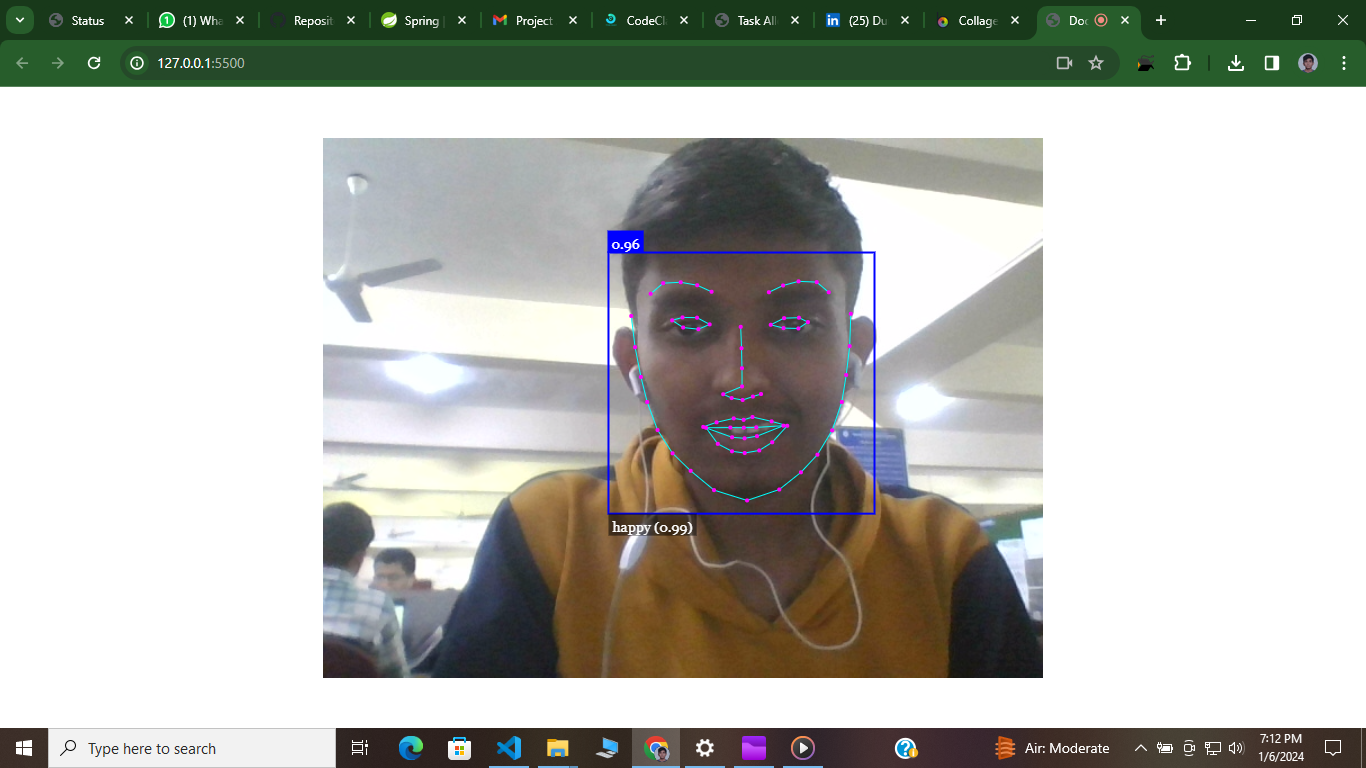 Status
(1) Wha
Reposit
Spring |
Project
CodeCl
Task All
(25) Du
Collage
Doc
127.0.0.1:5500
0.96
happy (0.99)
Type here to search
Air: Moderate
7:12 PM
1/6/2024